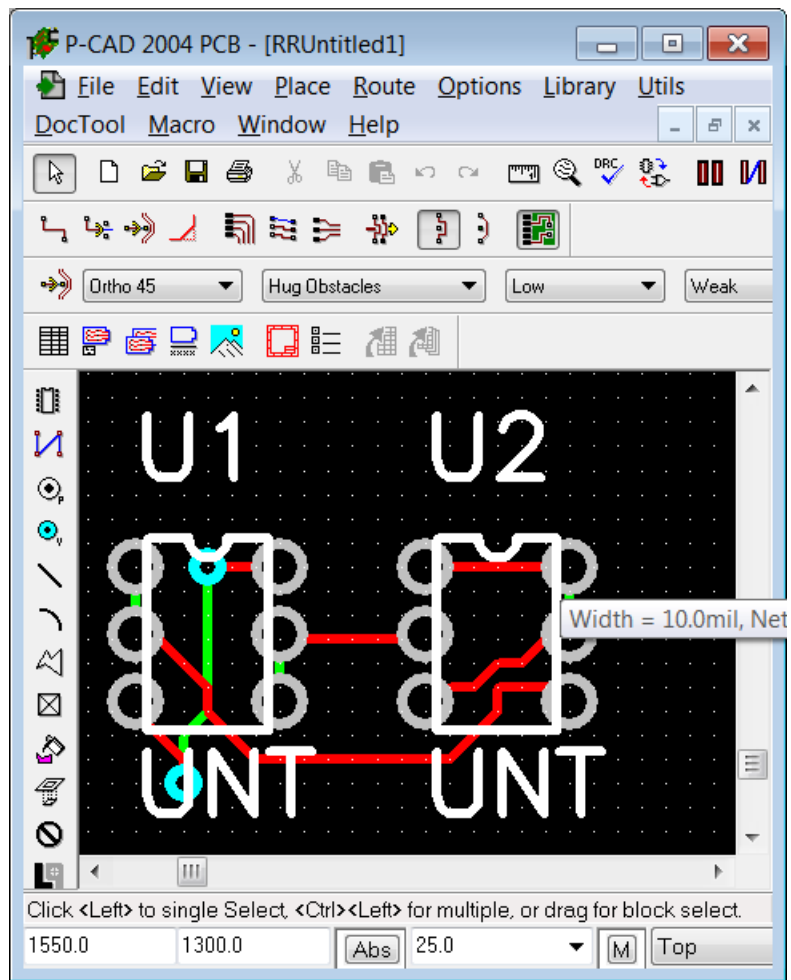 P-CAD 2004 PCB - [RRUntitled1]
File Edit View Place Route Options Library Utils
DocTool Macro Window Help
DRC
Ortho 45 Hug Obstacles Low Weak
U1 U2
Width = 10.0mil, Net
UNT UNT
Click <Left> to single Select, <Ctrl><Left> for multiple, or drag for block select.
1550.0 1300.0 Abs 25.0 M Top